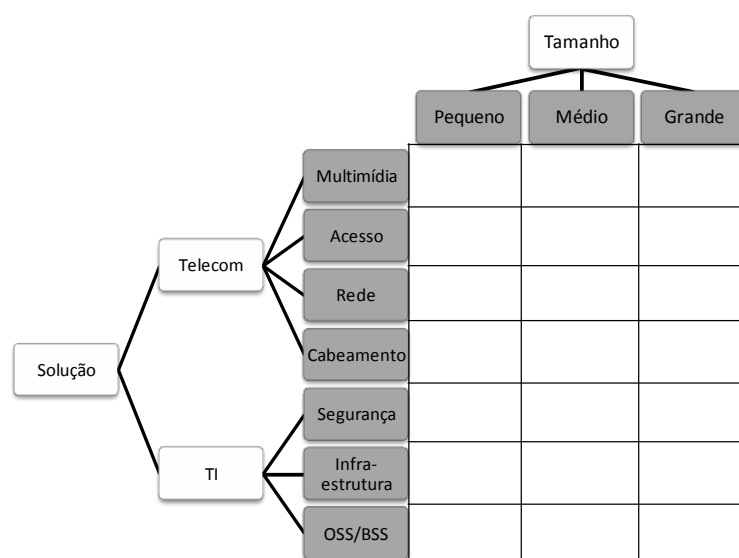 Tamanho
Pequeno
Médio
Grande
Multimídia
Acesso
Telecom
Rede
Cabeamento
Solução
Segurança
TI
Infra-
estrutura
OSS/BSS